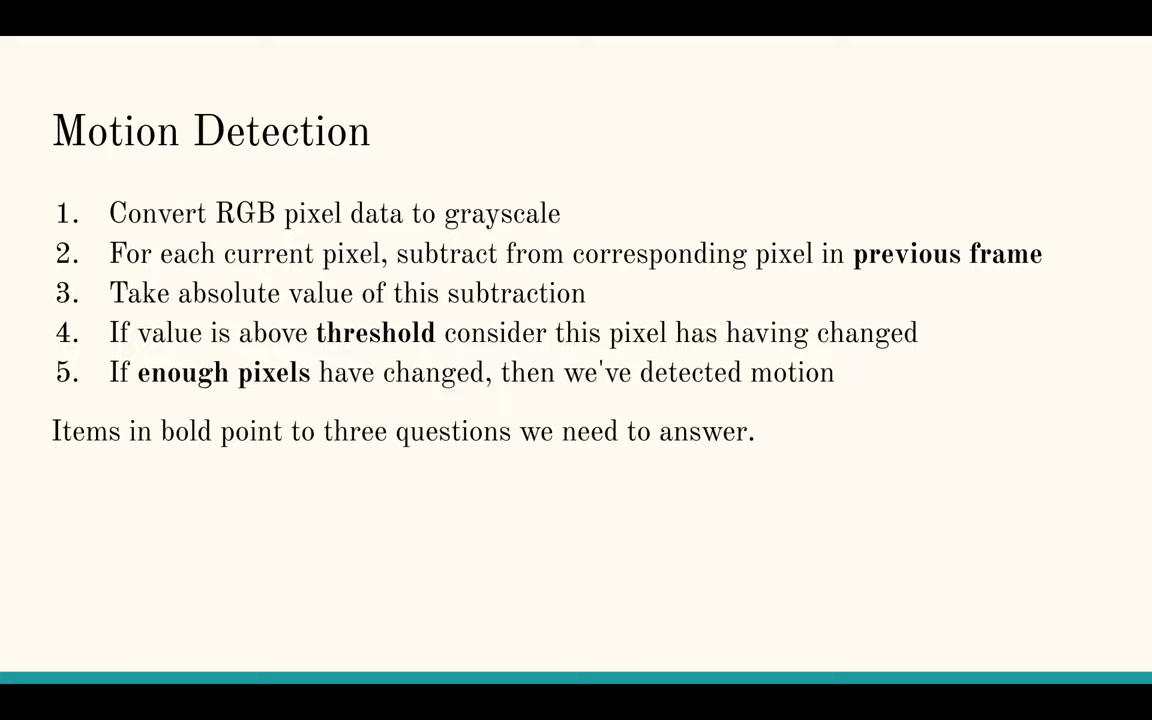 Motion Detection
1. Convert RGB pixel data to grayscale
2. For each current pixel, subtract from corresponding pixel in previous frame
3. Take absolute value of this subtraction
4. If value is above threshold consider this pixel has having changed
5. If enough pixels have changed, then we've detected motion
Items in bold point to three questions we need to answer.